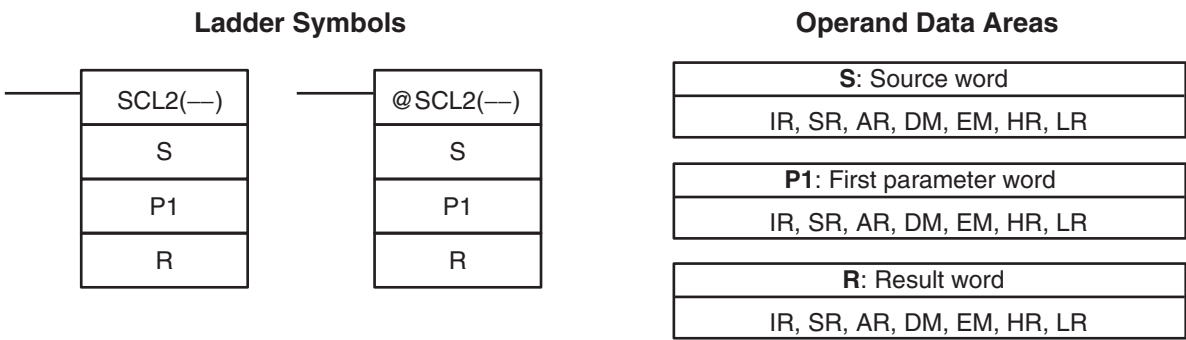 Ladder Symbols
SCL2(––)
S
P1
R
@SCL2(––)
S
P1
R
Operand Data Areas
S: Source word
IR, SR, AR, DM, EM, HR, LR
P1: First parameter word
IR, SR, AR, DM, EM, HR, LR
R: Result word
IR, SR, AR, DM, EM, HR, LR